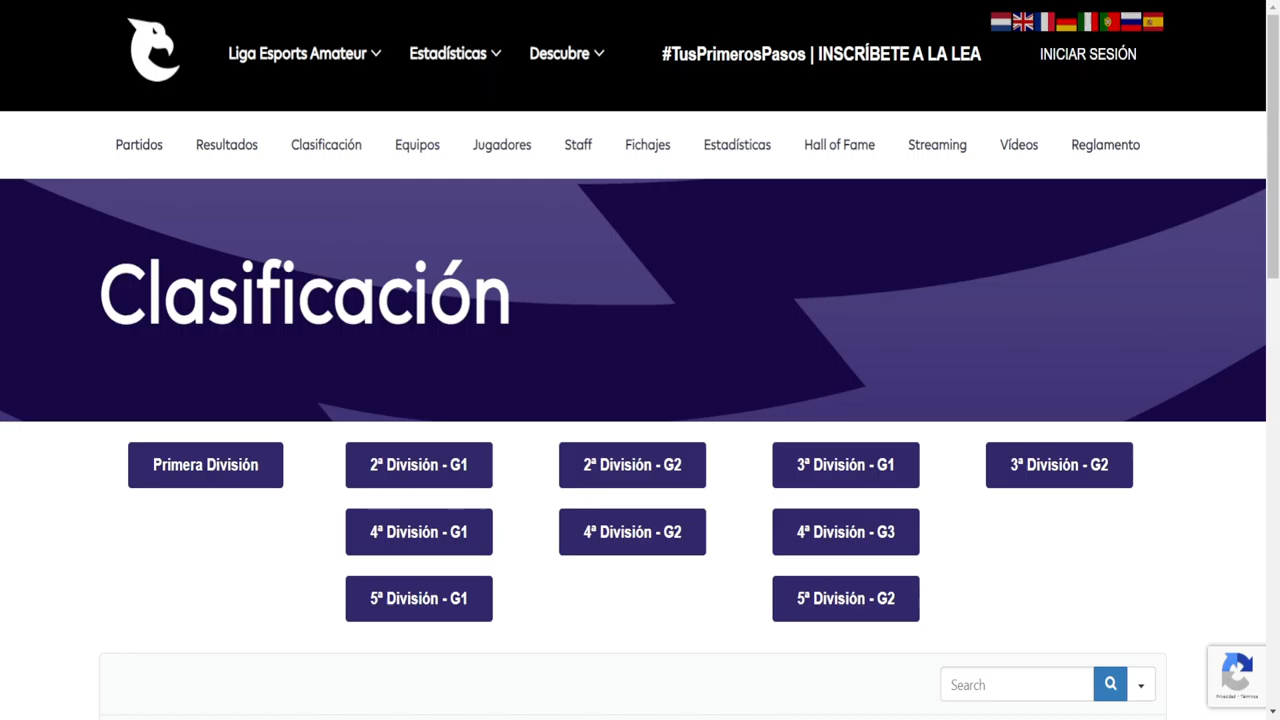 Liga Esports Amateur Estadísticas Descubre #TusPrimerosPasos | INSCRÍBETE A LA LEA INICIAR SESIÓN
Partidos Resultados Clasificación Equipos Jugadores Staff Fichajes Estadísticas Hall of Fame Streaming Vídeos Reglamento
Clasificación
Primera División 2ª División - G1 2ª División - G2 3ª División - G1 3ª División - G2
4ª División - G1 4ª División - G2 4ª División - G3
5ª División - G1 5ª División - G2
Search
Privacidad - Términos